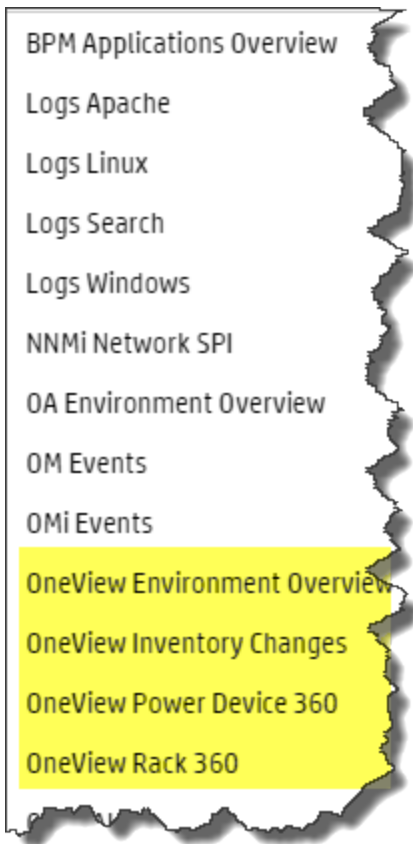 BPM Applications Overview
Logs Apache
Logs Linux
Logs Search
Logs Windows
NNMi Network SPI
OA Environment Overview
OM Events
OMi Events
OneView Environment Overview
OneView Inventory Changes
OneView Power Device 360
OneView Rack 360